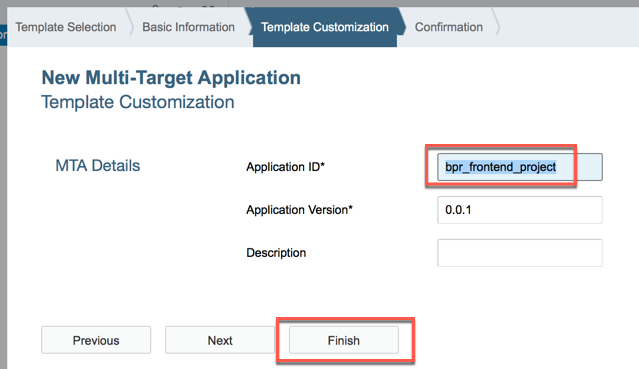 Template Selection Basic Information Template Customization Confirmation
New Multi-Target Application
Template Customization
MTA Details
Application ID* bpr_frontend_project
Application Version* 0.0.1
Description
Previous Next Finish